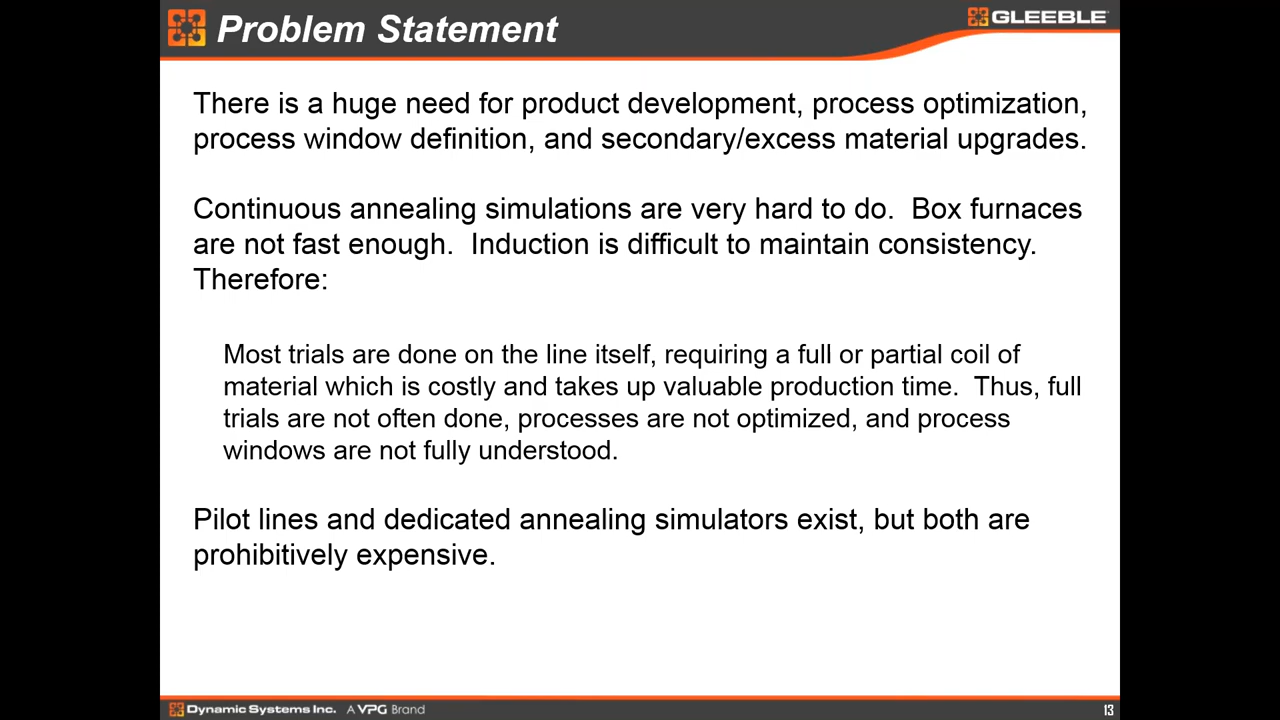 Problem Statement
GLEEBLE
There is a huge need for product development, process optimization,
process window definition, and secondary/excess material upgrades.
Continuous annealing simulations are very hard to do.  Box furnaces
are not fast enough.  Induction is difficult to maintain consistency.
Therefore:
Most trials are done on the line itself, requiring a full or partial coil of
material which is costly and takes up valuable production time.  Thus, full
trials are not often done, processes are not optimized, and process
windows are not fully understood.
Pilot lines and dedicated annealing simulators exist, but both are
prohibitively expensive.
Dynamic Systems Inc. A VPG Brand
13